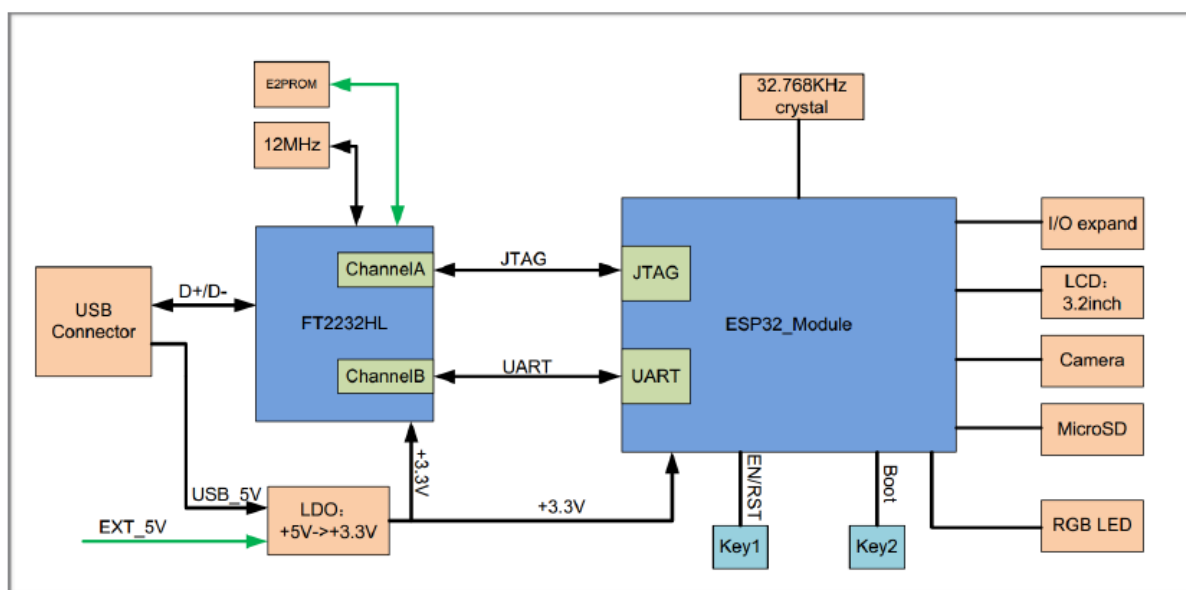 E2PROM
12MHz
32.768KHz
crystal
I/O expand
LCD：
3.2inch
Camera
MicroSD
RGB LED
USB
Connector
D+/D-
FT2232HL
ChannelA
ChannelB
JTAG
UART
JTAG
UART
ESP32_Module
USB_5V
EXT_5V
LDO：
+5V->+3.3V
+3.3V
+3.3V
EN/RST
Boot
Key1
Key2